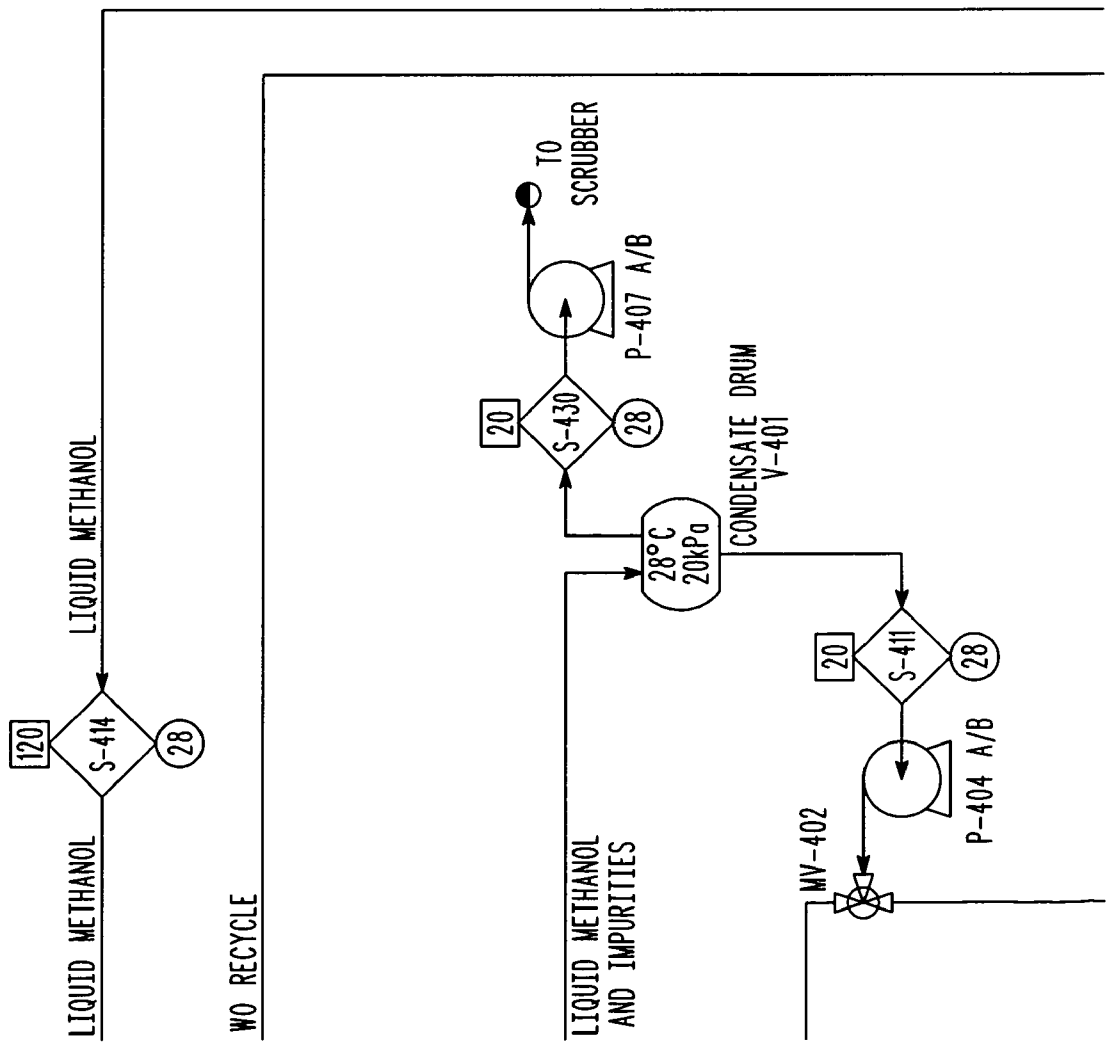 LIQUID METHANOL
120
S-414
28
LIQUID METHANOL
WO RECYCLE
LIQUID METHANOL
AND IMPURITIES
28°C
20kPa
CONDENSATE DRUM
V-401
20
S-430
28
P-407 A/B
TO
SCRUBBER
20
S-411
28
P-404 A/B
MV-402